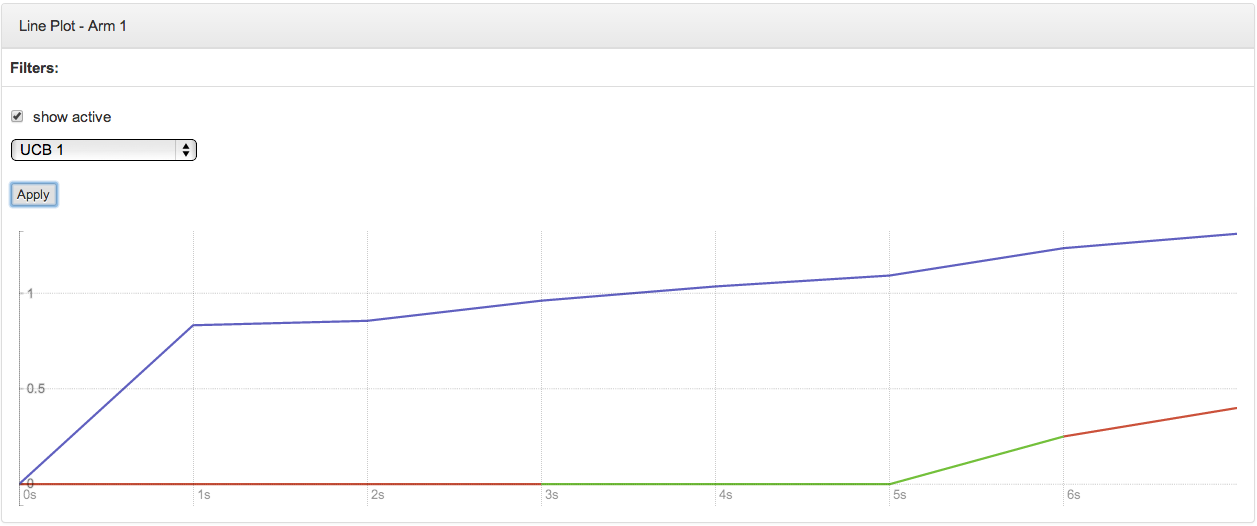 Line Plot - Arm 1
Filters:
show active
UCB 1
Apply
1
0.5
0
0s 1s 2s 3s 4s 5s 6s